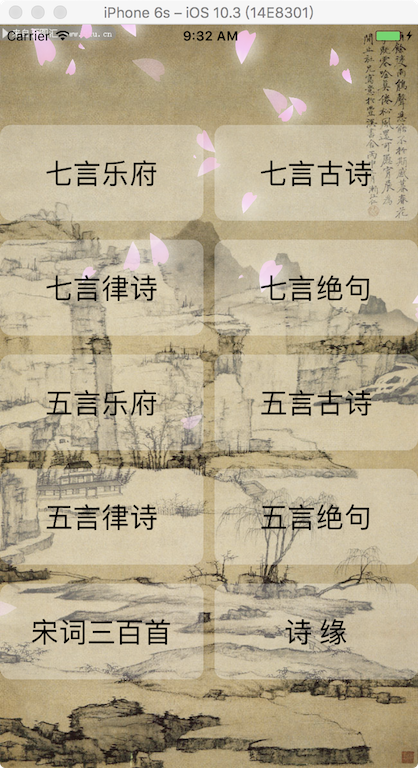 iPhone 6s – iOS 10.3 (14E8301)
Carrier 9:32 AM
七言乐府 七言古诗
七言律诗 七言绝句
五言乐府 五言古诗
五言律诗 五言绝句
宋词三百首 诗 缘